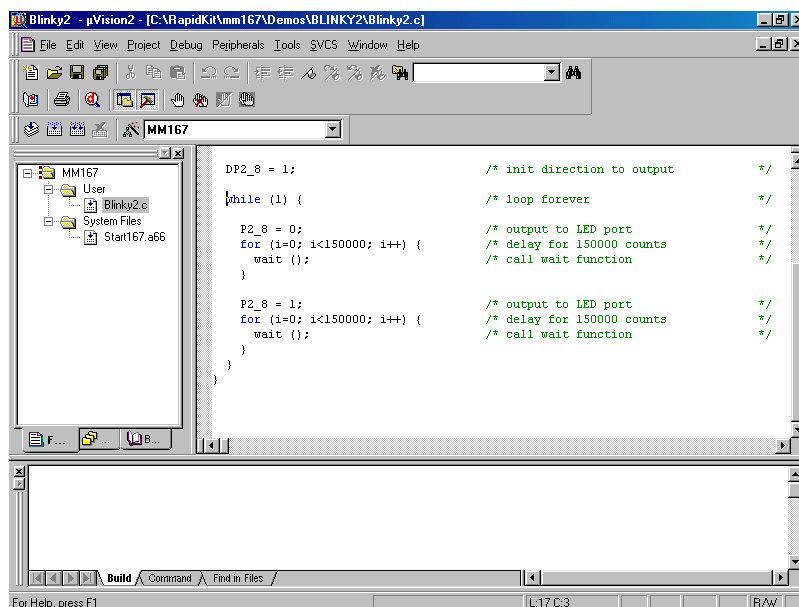 Blinky2 - µVision2 - [C:\RapidKit\mm167\Demos\BLINKY2\Blinky2.c]
File Edit View Project Debug Peripherals Tools SVCS Window Help
MM167
MM167
User
Blinky2.c
System Files
Start167.a66
F... ... B...
DP2_8 = 1; /* init direction to output */
while (1) { /* loop forever */
P2_8 = 0; /* output to LED port */
for (i=0; i<150000; i++) { /* delay for 150000 counts */
wait (); /* call wait function */
}
P2_8 = 1; /* output to LED port */
for (i=0; i<150000; i++) { /* delay for 150000 counts */
wait (); /* call wait function */
}
}
}
Build Command Find in Files
For Help, press F1 L:17 C:3 R/W